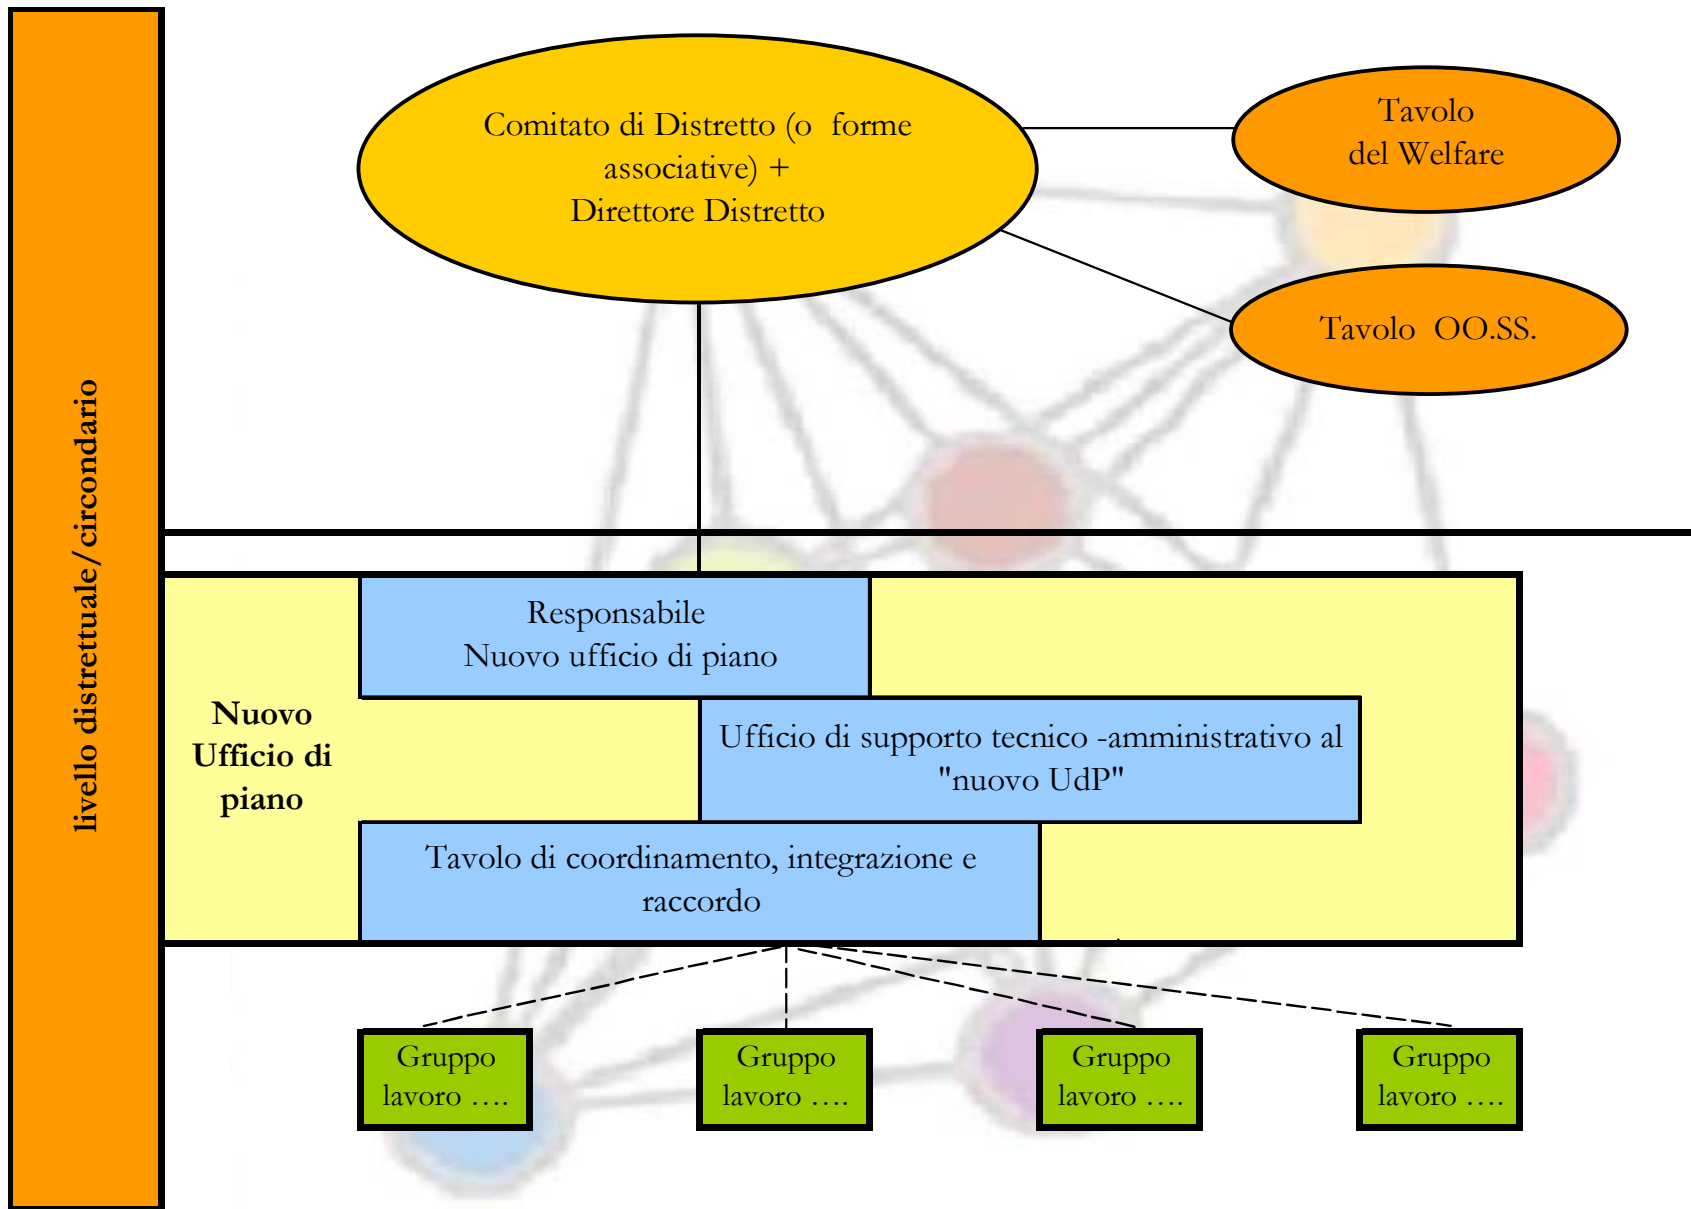 livello distrettuale/circondario
Comitato di Distretto (o forme
associative) +
Direttore Distretto
Tavolo
del Welfare
Tavolo OO.SS.
Nuovo
Ufficio di
piano
Responsabile
Nuovo ufficio di piano
Ufficio di supporto tecnico -amministrativo al
"nuovo UdP"
Tavolo di coordinamento, integrazione e
raccordo
Gruppo
lavoro ….
Gruppo
lavoro ….
Gruppo
lavoro ….
Gruppo
lavoro ….